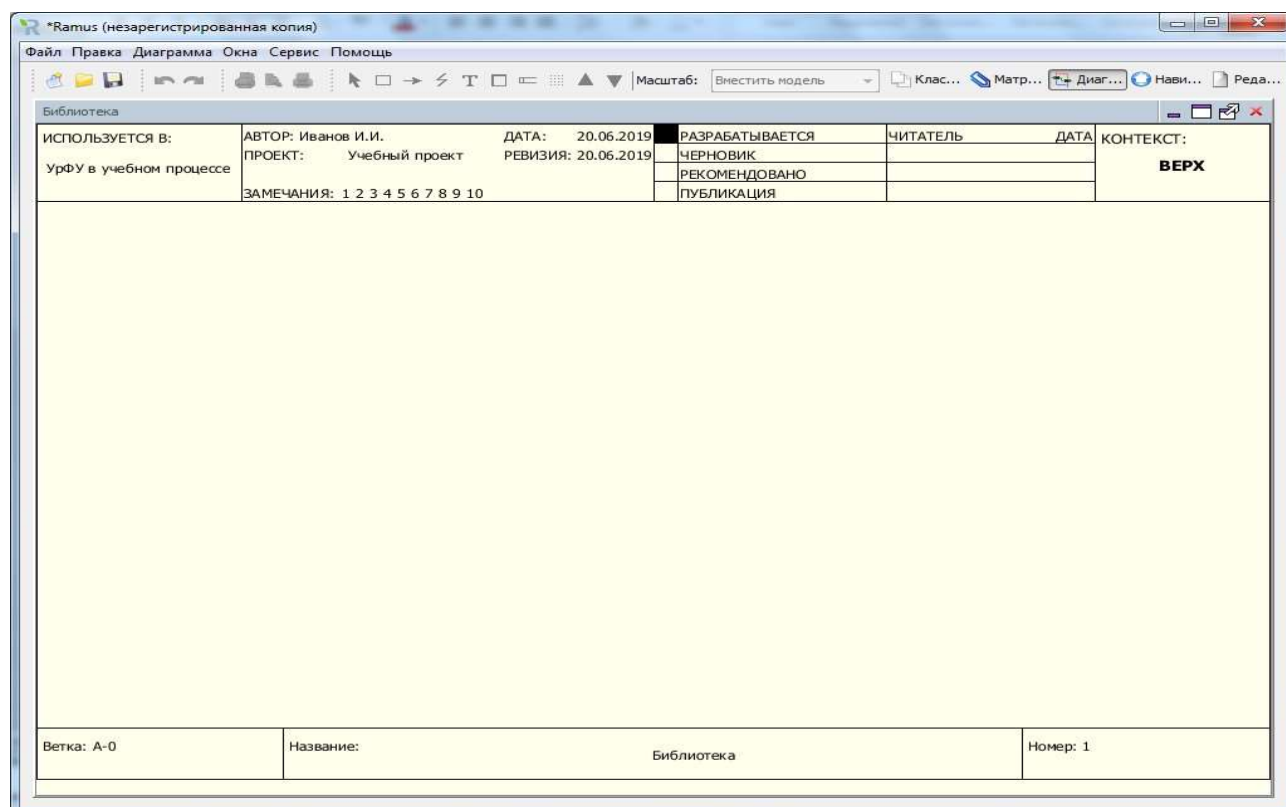 *Ramus (незарегистрированная копия)
Файл Правка Диаграмма Окна Сервис Помощь
T Масштаб: Вместить модель Клас... Матр... Диаг... Нави... Реда...
Библиотека
ИСПОЛЬЗУЕТСЯ В: АВТОР: Иванов И.И. ДАТА: 20.06.2019 РАЗРАБАТЫВАЕТСЯ ЧИТАТЕЛЬ ДАТА КОНТЕКСТ:
УрФУ в учебном процессе ПРОЕКТ: Учебный проект РЕВИЗИЯ: 20.06.2019 ЧЕРНОВИК ВЕРХ
РЕКОМЕНДОВАНО
ЗАМЕЧАНИЯ: 1 2 3 4 5 6 7 8 9 10 ПУБЛИКАЦИЯ
Ветка: A-0 Название: Библиотека Номер: 1